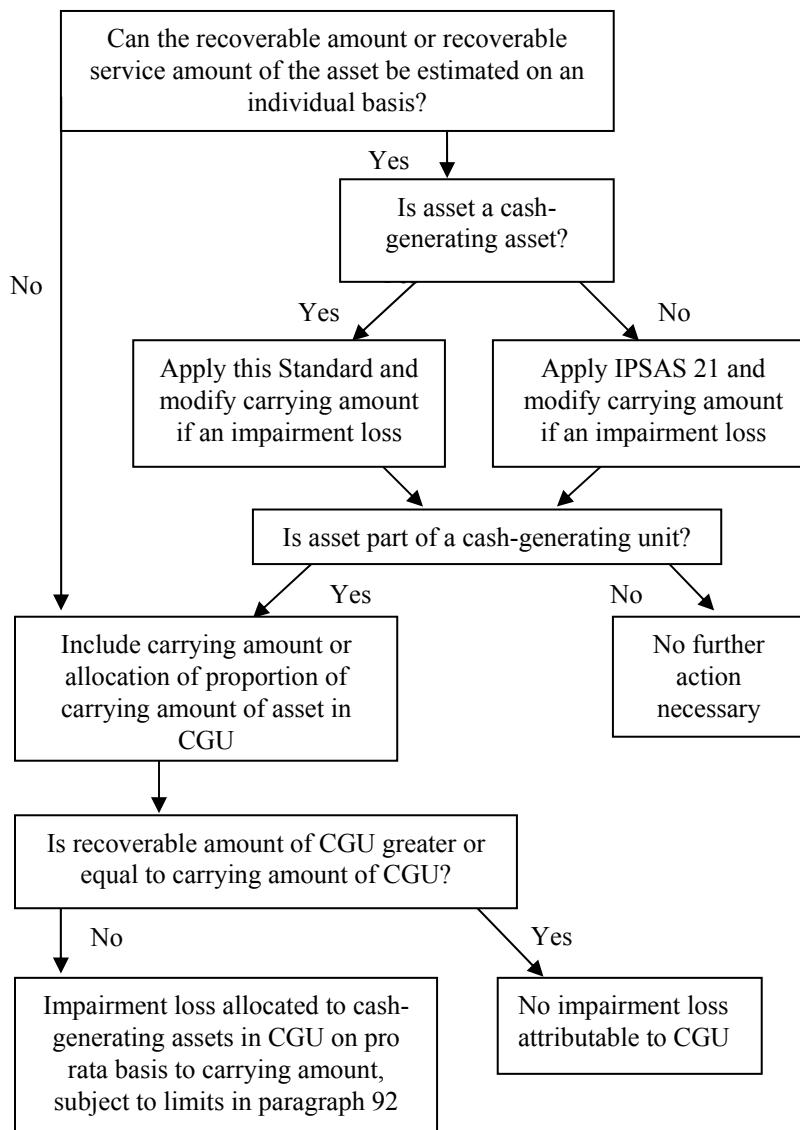 Can the recoverable amount or recoverable
service amount of the asset be estimated on an
individual basis?
Yes
Is asset a cash-
generating asset?
No
Yes
No
Apply this Standard and
modify carrying amount
if an impairment loss
Apply IPSAS 21 and
modify carrying amount
if an impairment loss
Is asset part of a cash-generating unit?
Yes
No
Include carrying amount or
allocation of proportion of
carrying amount of asset in
CGU
No further
action
necessary
Is recoverable amount of CGU greater or
equal to carrying amount of CGU?
No
Yes
Impairment loss allocated to cash-
generating assets in CGU on pro
rata basis to carrying amount,
subject to limits in paragraph 92
No impairment loss
attributable to CGU